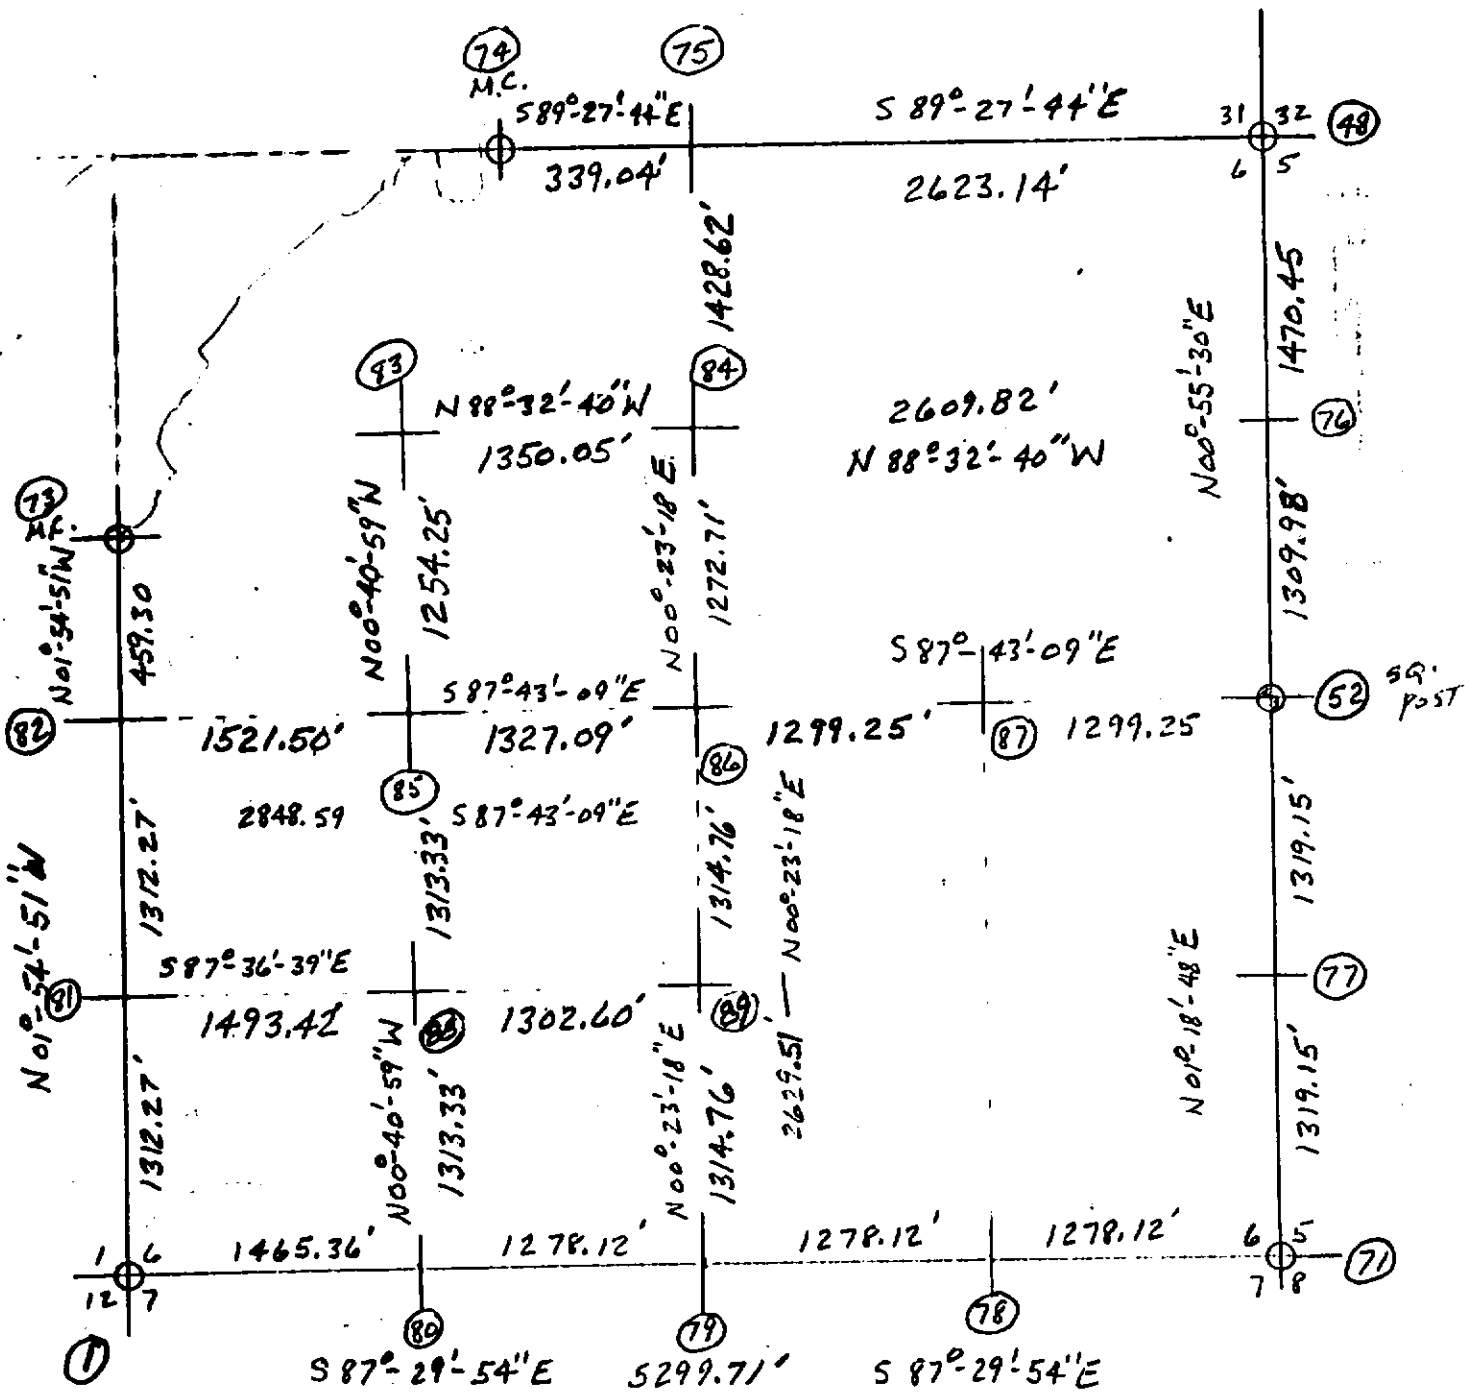 74 75
M.C.
S89°-27'-44"E S 89°-27'-44"E 31 32 48
339.04' 2623.14' 6 5
1428.62'
1470.45
N00°-55'-30"E
83 84
N 88°-32'-40"W 2609.82' 76
1350.05' N 88°-32'-40"W
73
M.C.
N01°-54'-51"W
459.30
N00°-40'-59"W
1254.25'
N00°-23'-18"E
1272.71'
1309.98'
S 87°-43'-09"E
S 87°-43'-09"E 52 SQ.
POST
82 1521.50' 1327.09' 1299.25' 87 1299.25
86
85
2848.59 S 87°-43'-09"E
N01°-54'-51"W
1312.27'
1313.33'
1314.76'
2629.51' — N00°-23'-18"E
1319.15'
S 87°-36'-39"E 77
81 1493.42' 1302.60' 89
N01°-18'-48"E
1312.27'
N00°-40'-59"W
1313.33'
N00°-23'-18"E
1314.76'
1319.15'
1 6 1465.36' 1278.12' 1278.12' 1278.12' 6 5
12 7 7 8 71
1 80 79 78
S 87°-29'-54"E 5299.71' S 87°-29'-54"E